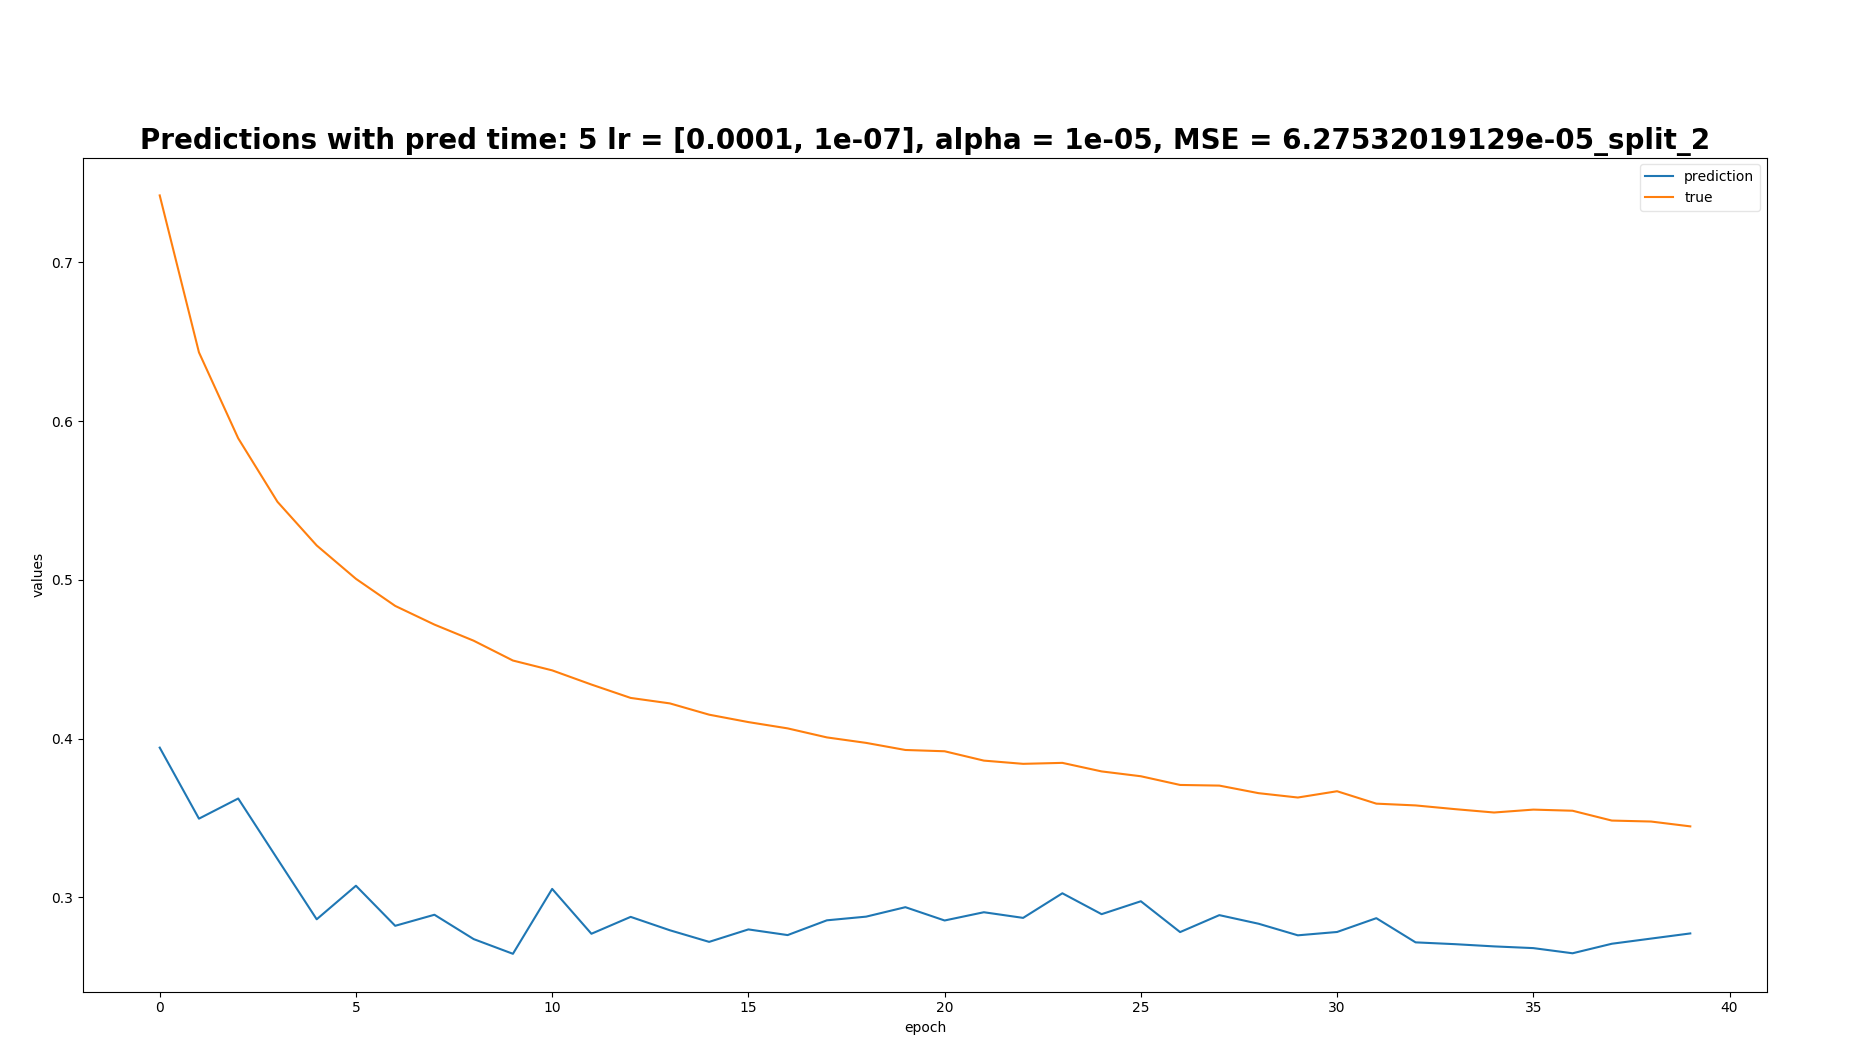 Predictions with pred time: 5 lr = [0.0001, 1e-07], alpha = 1e-05, MSE = 6.27532019129e-05_split_2
prediction
true
values
0.7
0.6
0.5
0.4
0.3
0 5 10 15 20 25 30 35 40
epoch